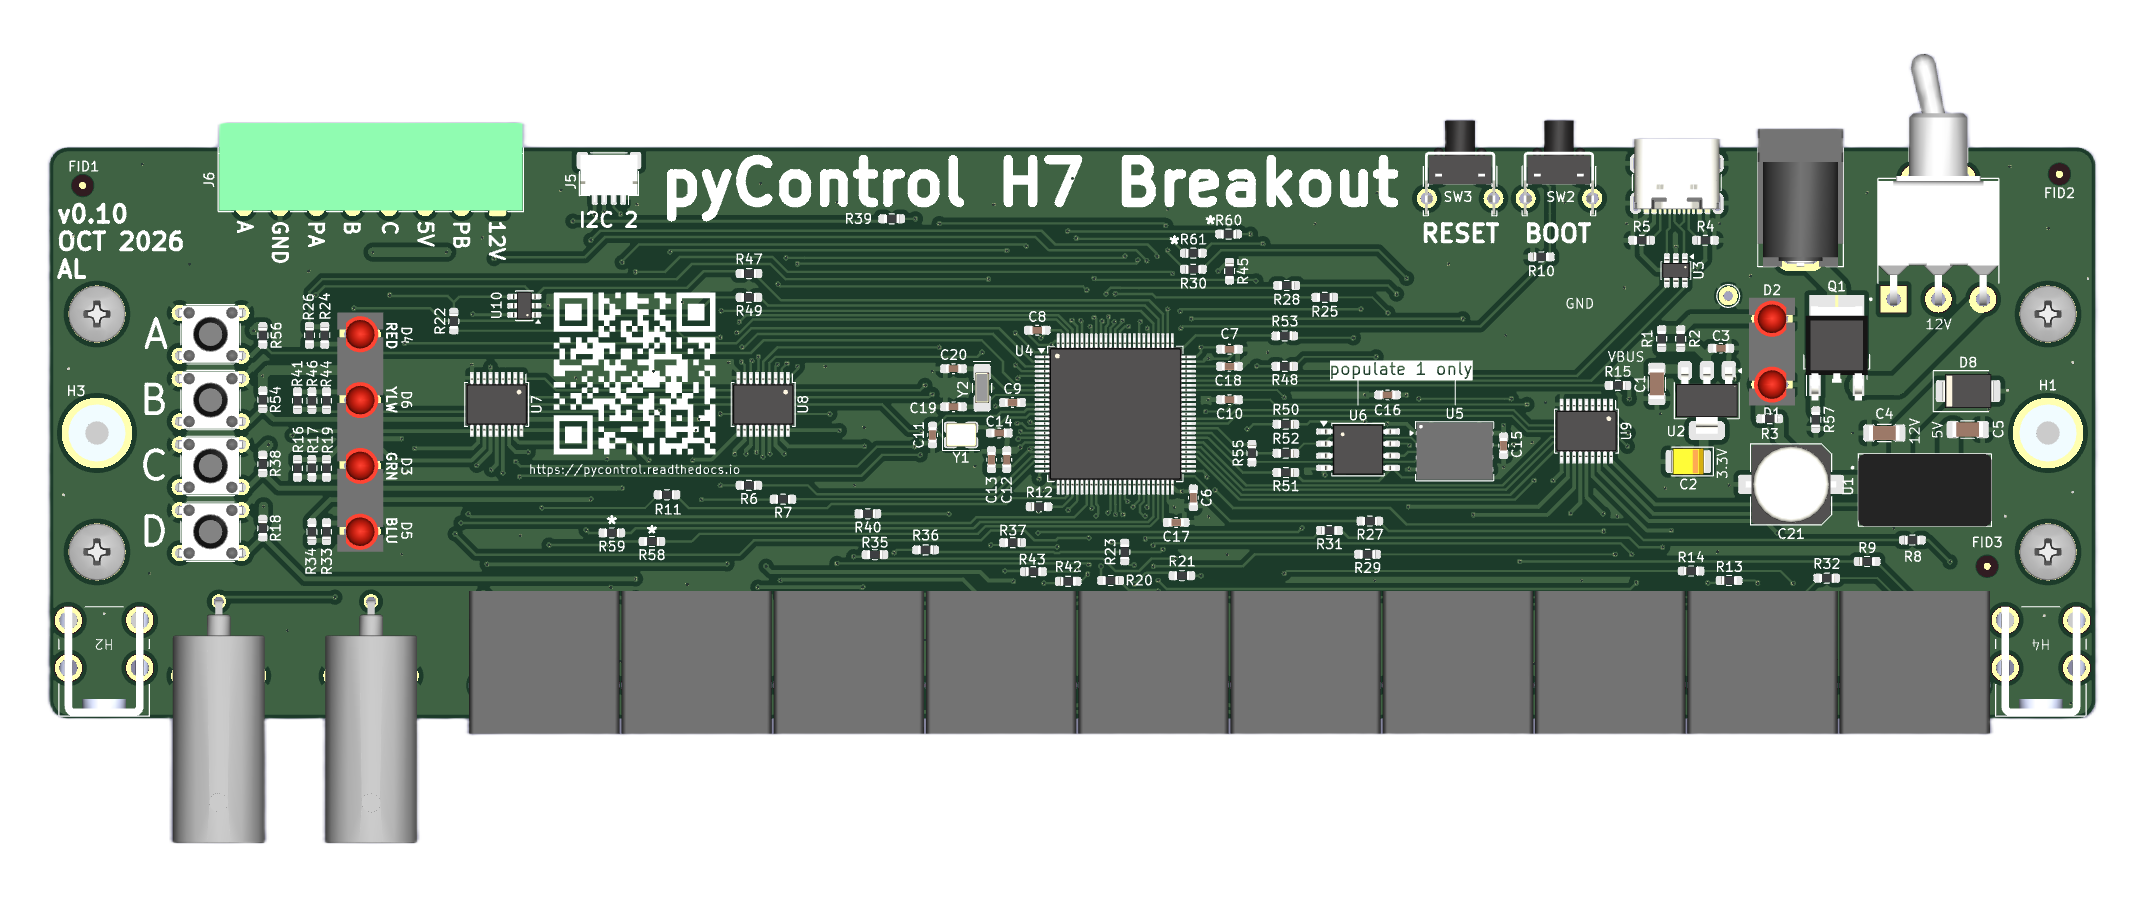 pyControl H7 Breakout
FID1
J6
v0.10
OCT 2026
AL
A
GND
PA
B
C
5V
PB
12V
J5
I2C 2
R39
*R60
*R61
R30
R45
SW3
RESET
SW2
BOOT
R10
R5
R4
U3
GND
FID2
12V
R47
R49
R28
R25
R22
U10
A
B
C
D
R56
R54
R38
R18
R26
R24
R41
R46
R44
R16
R17
R19
R34
R33
D4
RED
D6
YLW
D3
GRN
D5
BLU
H3
U7
U8
https://pycontrol.readthedocs.io
C8
U4
C20
Y2
C9
C19
C11
C14
Y1
C13
C12
R12
C7
C18
C10
C6
C17
R53
R48
R50
R52
R55
R51
populate 1 only
U6
C16
U5
C15
U9
VBUS
R15
C1
R1
R2
C3
U2
C2
3.3V
D2
D1
R3
Q1
R57
D8
C4
12V
5V
C5
U1
C21
H1
R6
R7
R11
*
R59
*
R58
R40
R35
R36
R37
R43
R42
R23
R20
R21
R31
R27
R29
R14
R13
R32
R9
R8
FID3
H2
H4